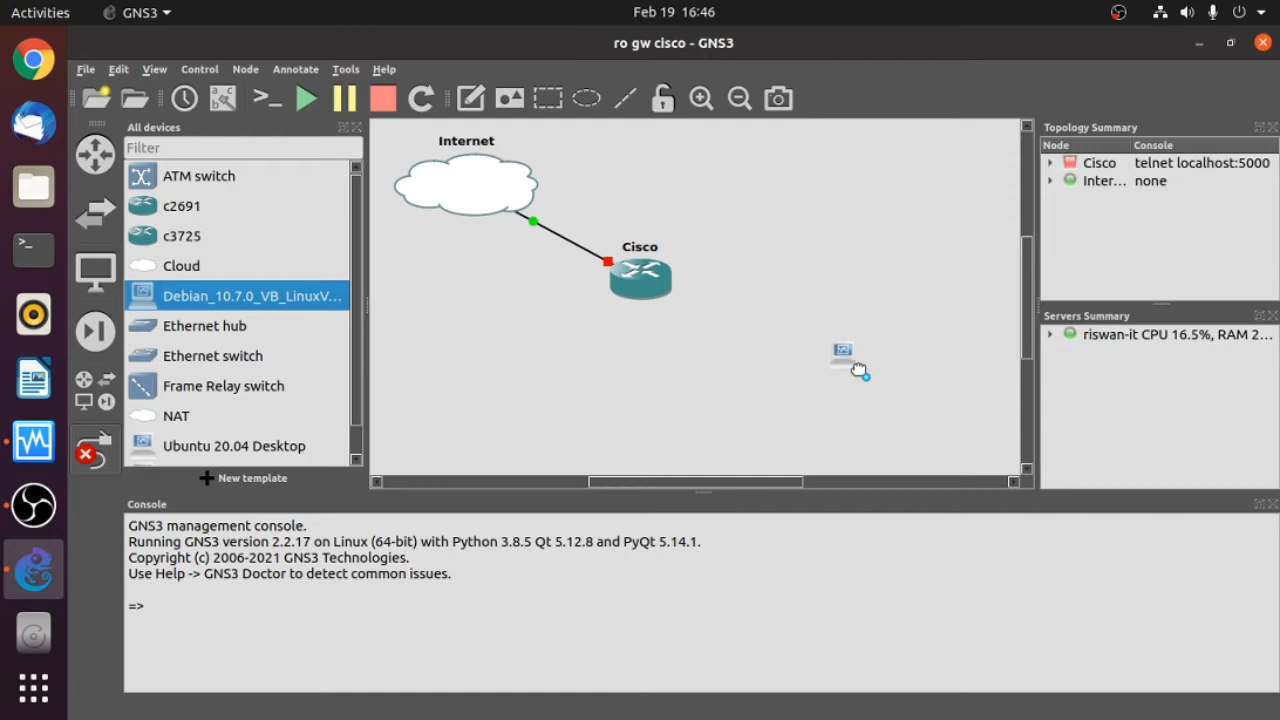 Activities
GNS3
Feb 19 16:46
ro gw cisco - GNS3
File Edit View Control Node Annotate Tools Help
All devices
Filter
ATM switch
c2691
c3725
Cloud
Debian_10.7.0_VB_LinuxV...
Ethernet hub
Ethernet switch
Frame Relay switch
NAT
Ubuntu 20.04 Desktop
New template
Internet
Cisco
Topology Summary
Node Console
Cisco telnet localhost:5000
Inter... none
Servers Summary
riswan-it CPU 16.5%, RAM 2...
Console
GNS3 management console.
Running GNS3 version 2.2.17 on Linux (64-bit) with Python 3.8.5 Qt 5.12.8 and PyQt 5.14.1.
Copyright (c) 2006-2021 GNS3 Technologies.
Use Help -> GNS3 Doctor to detect common issues.
=>